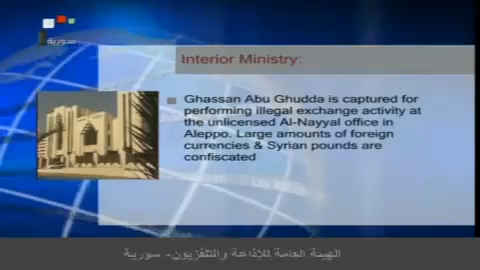 سورية
Interior Ministry:
Ghassan Abu Ghudda is captured for
performing illegal exchange activity at
the unlicensed Al-Nayyal office in
Aleppo. Large amounts of foreign
currencies & Syrian pounds are
confiscated
الهيئة العامة للإذاعة والتلفزيون- سورية